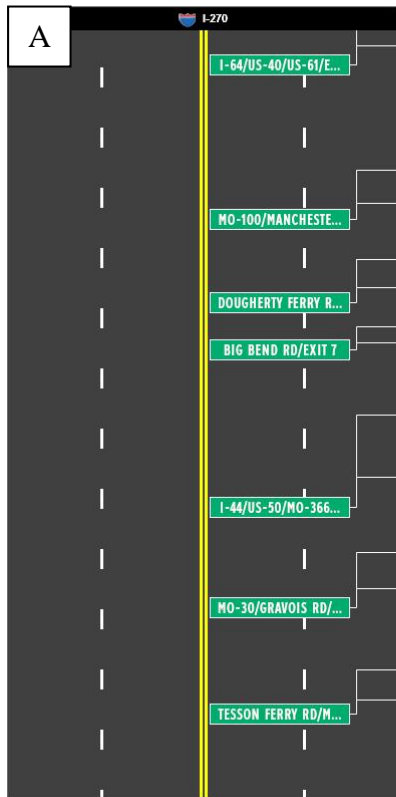 A
I-270
I-64/US-40/US-61/E...
MO-100/MANCHESTE...
DOUGHERTY FERRY R...
BIG BEND RD/EXIT 7
I-44/US-50/MO-366...
MO-30/GRAVOIS RD/...
TESSON FERRY RD/M...